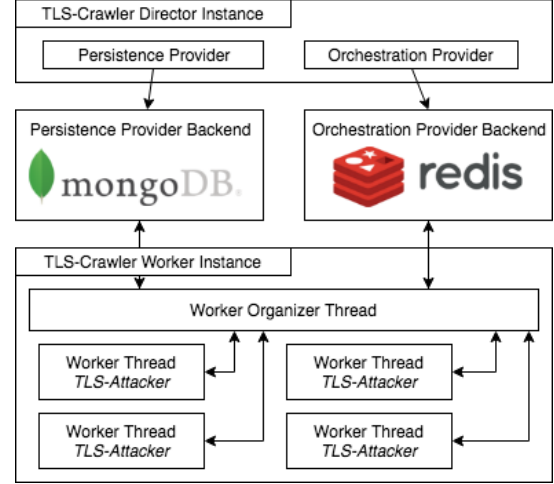 TLS-Crawler Director Instance
Persistence Provider
Orchestration Provider
Persistence Provider Backend
mongoDB.
Orchestration Provider Backend
redis
TLS-Crawler Worker Instance
Worker Organizer Thread
Worker Thread
TLS-Attacker
Worker Thread
TLS-Attacker
Worker Thread
TLS-Attacker
Worker Thread
TLS-Attacker